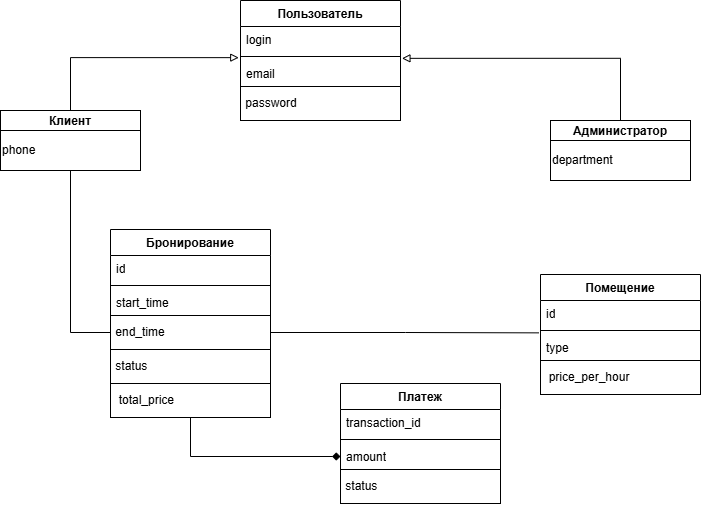 Пользователь
login
email
password
Клиент
phone
Администратор
department
Бронирование
id
start_time
end_time
status
total_price
Помещение
id
type
price_per_hour
Платеж
transaction_id
amount
status